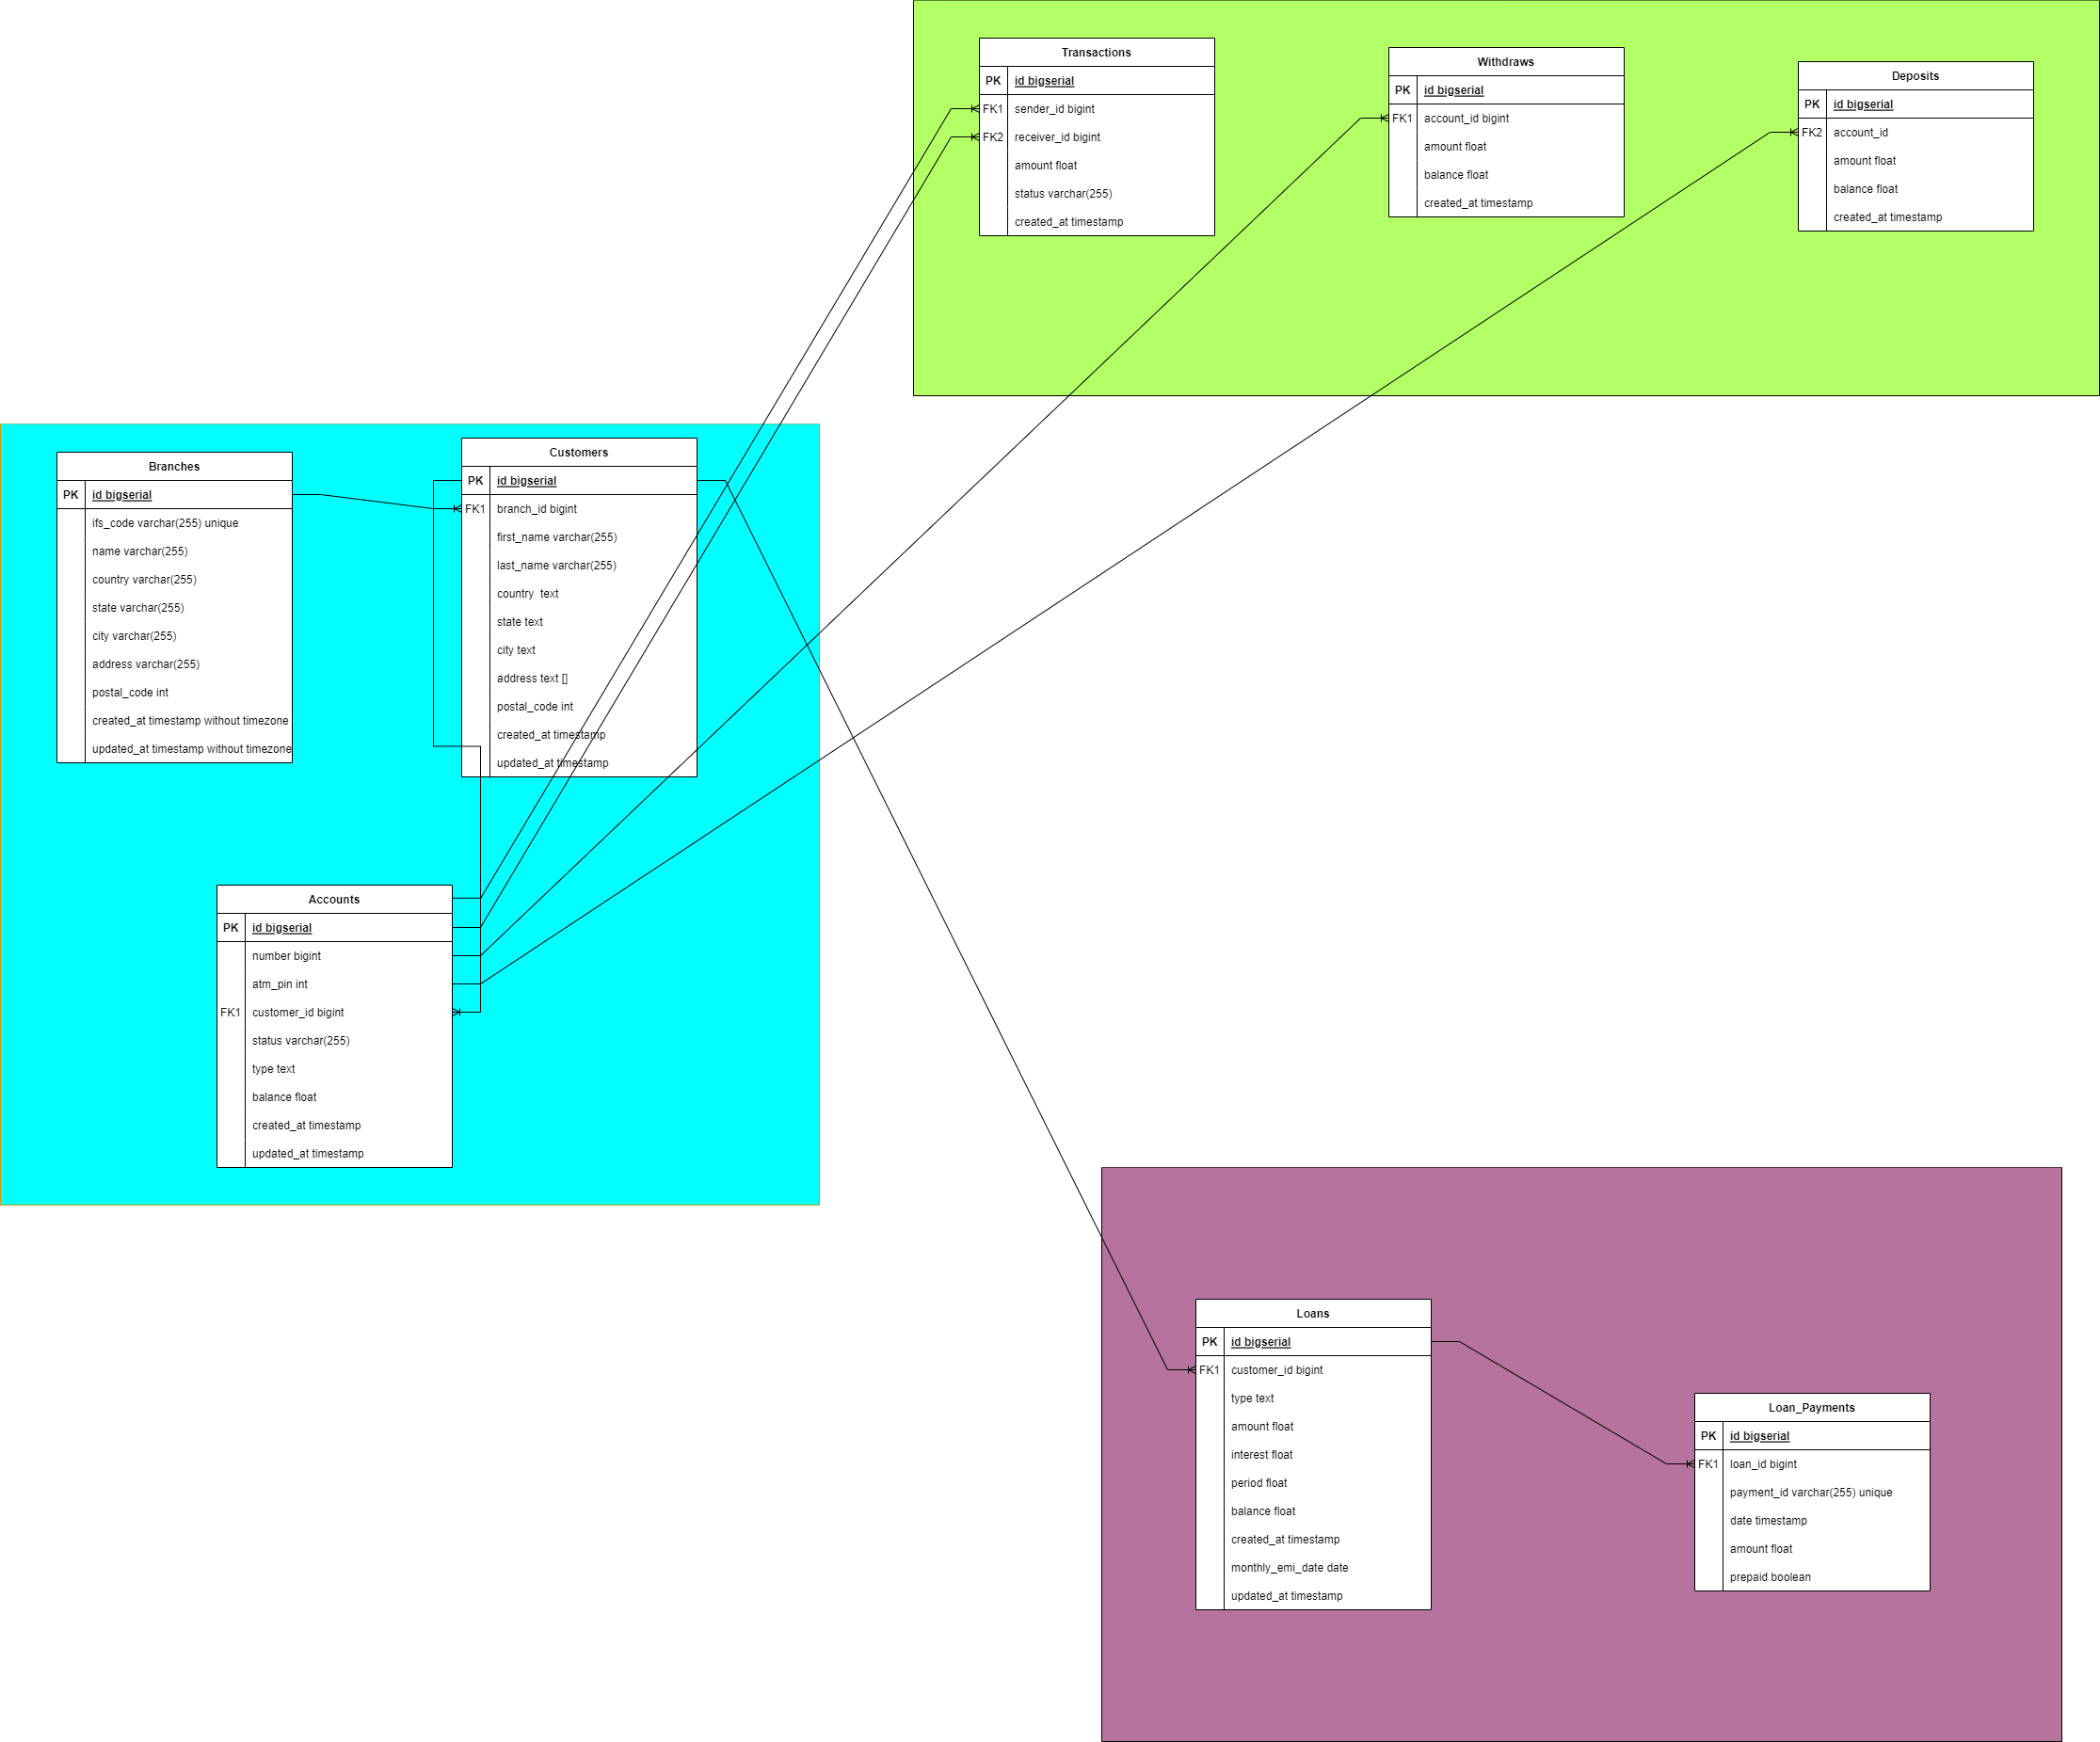 Transactions
PK id bigserial
FK1 sender_id bigint
FK2 receiver_id bigint
amount float
status varchar(255)
created_at timestamp
Withdraws
PK id bigserial
FK1 account_id bigint
amount float
balance float
created_at timestamp
Deposits
PK id bigserial
FK2 account_id
amount float
balance float
created_at timestamp
Branches
PK id bigserial
ifs_code varchar(255) unique
name varchar(255)
country varchar(255)
state varchar(255)
city varchar(255)
address varchar(255)
postal_code int
created_at timestamp without timezone
updated_at timestamp without timezone
Customers
PK id bigserial
FK1 branch_id bigint
first_name varchar(255)
last_name varchar(255)
country  text
state text
city text
address text []
postal_code int
created_at timestamp
updated_at timestamp
Accounts
PK id bigserial
number bigint
atm_pin int
FK1 customer_id bigint
status varchar(255)
type text
balance float
created_at timestamp
updated_at timestamp
Loans
PK id bigserial
FK1 customer_id bigint
type text
amount float
interest float
period float
balance float
created_at timestamp
monthly_emi_date date
updated_at timestamp
Loan_Payments
PK id bigserial
FK1 loan_id bigint
payment_id varchar(255) unique
date timestamp
amount float
prepaid boolean